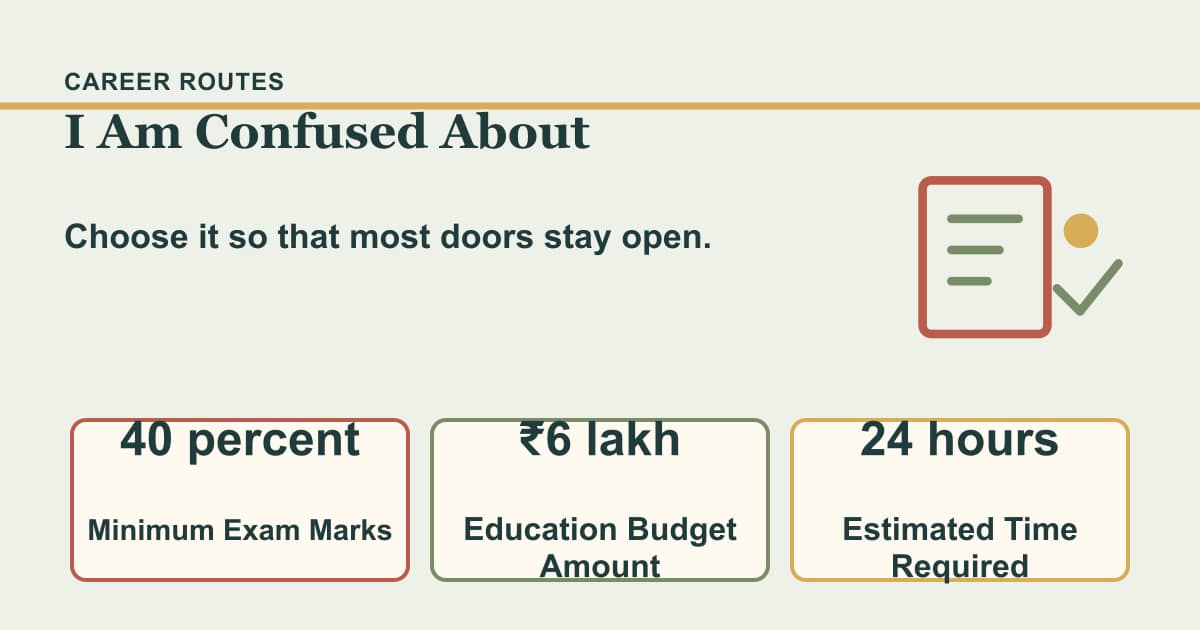 CAREER ROUTES
I Am Confused About
Choose it so that most doors stay open.
40 percent
Minimum Exam Marks
₹6 lakh
Education Budget
Amount
24 hours
Estimated Time
Required